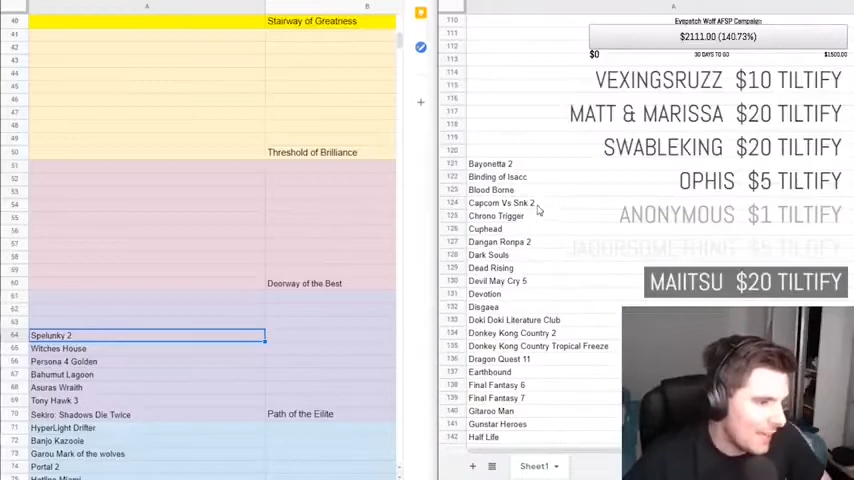 A
B
40
Stairway of Greatness
41
42
43
44
45
46
47
48
49
50
Threshold of Brilliance
51
52
53
54
55
56
57
58
59
60
Doorway of the Best
61
62
63
64 Spelunky 2
65 Witches House
66 Persona 4 Golden
67 Bahumut Lagoon
68 Asuras Wraith
69 Tony Hawk 3
70 Sekiro: Shadows Die Twice
Path of the Eilite
71 HyperLight Drifter
72 Banjo Kazooie
73 Garou Mark of the wolves
74 Portal 2
75 Hotline Miami
A
110
111
112
113
114
115
116
117
118
119
120
121 Bayonetta 2
122 Binding of Isacc
123 Blood Borne
124 Capcom Vs Snk 2
125 Chrono Trigger
126 Cuphead
127 Dangan Ronpa 2
128 Dark Souls
129 Dead Rising
130 Devil May Cry 5
131 Devotion
132 Disgaea
133 Doki Doki Literature Club
134 Donkey Kong Country 2
135 Donkey Kong Country Tropical Freeze
136 Dragon Quest 11
137 Earthbound
138 Final Fantasy 6
139 Final Fantasy 7
140 Gitaroo Man
141 Gunstar Heroes
142 Half Life
Sheet1
Eyepatch Wolf AFSP Campaign
$2111.00 (140.73%)
$0
30 DAYS TO GO
$1500.00
VEXINGSRUZZ $10 TILTIFY
MATT & MARISSA $20 TILTIFY
SWABLEKING $20 TILTIFY
OPHIS $5 TILTIFY
ANONYMOUS $1 TILTIFY
$5 TILTIFY
MAIITSU $20 TILTIFY